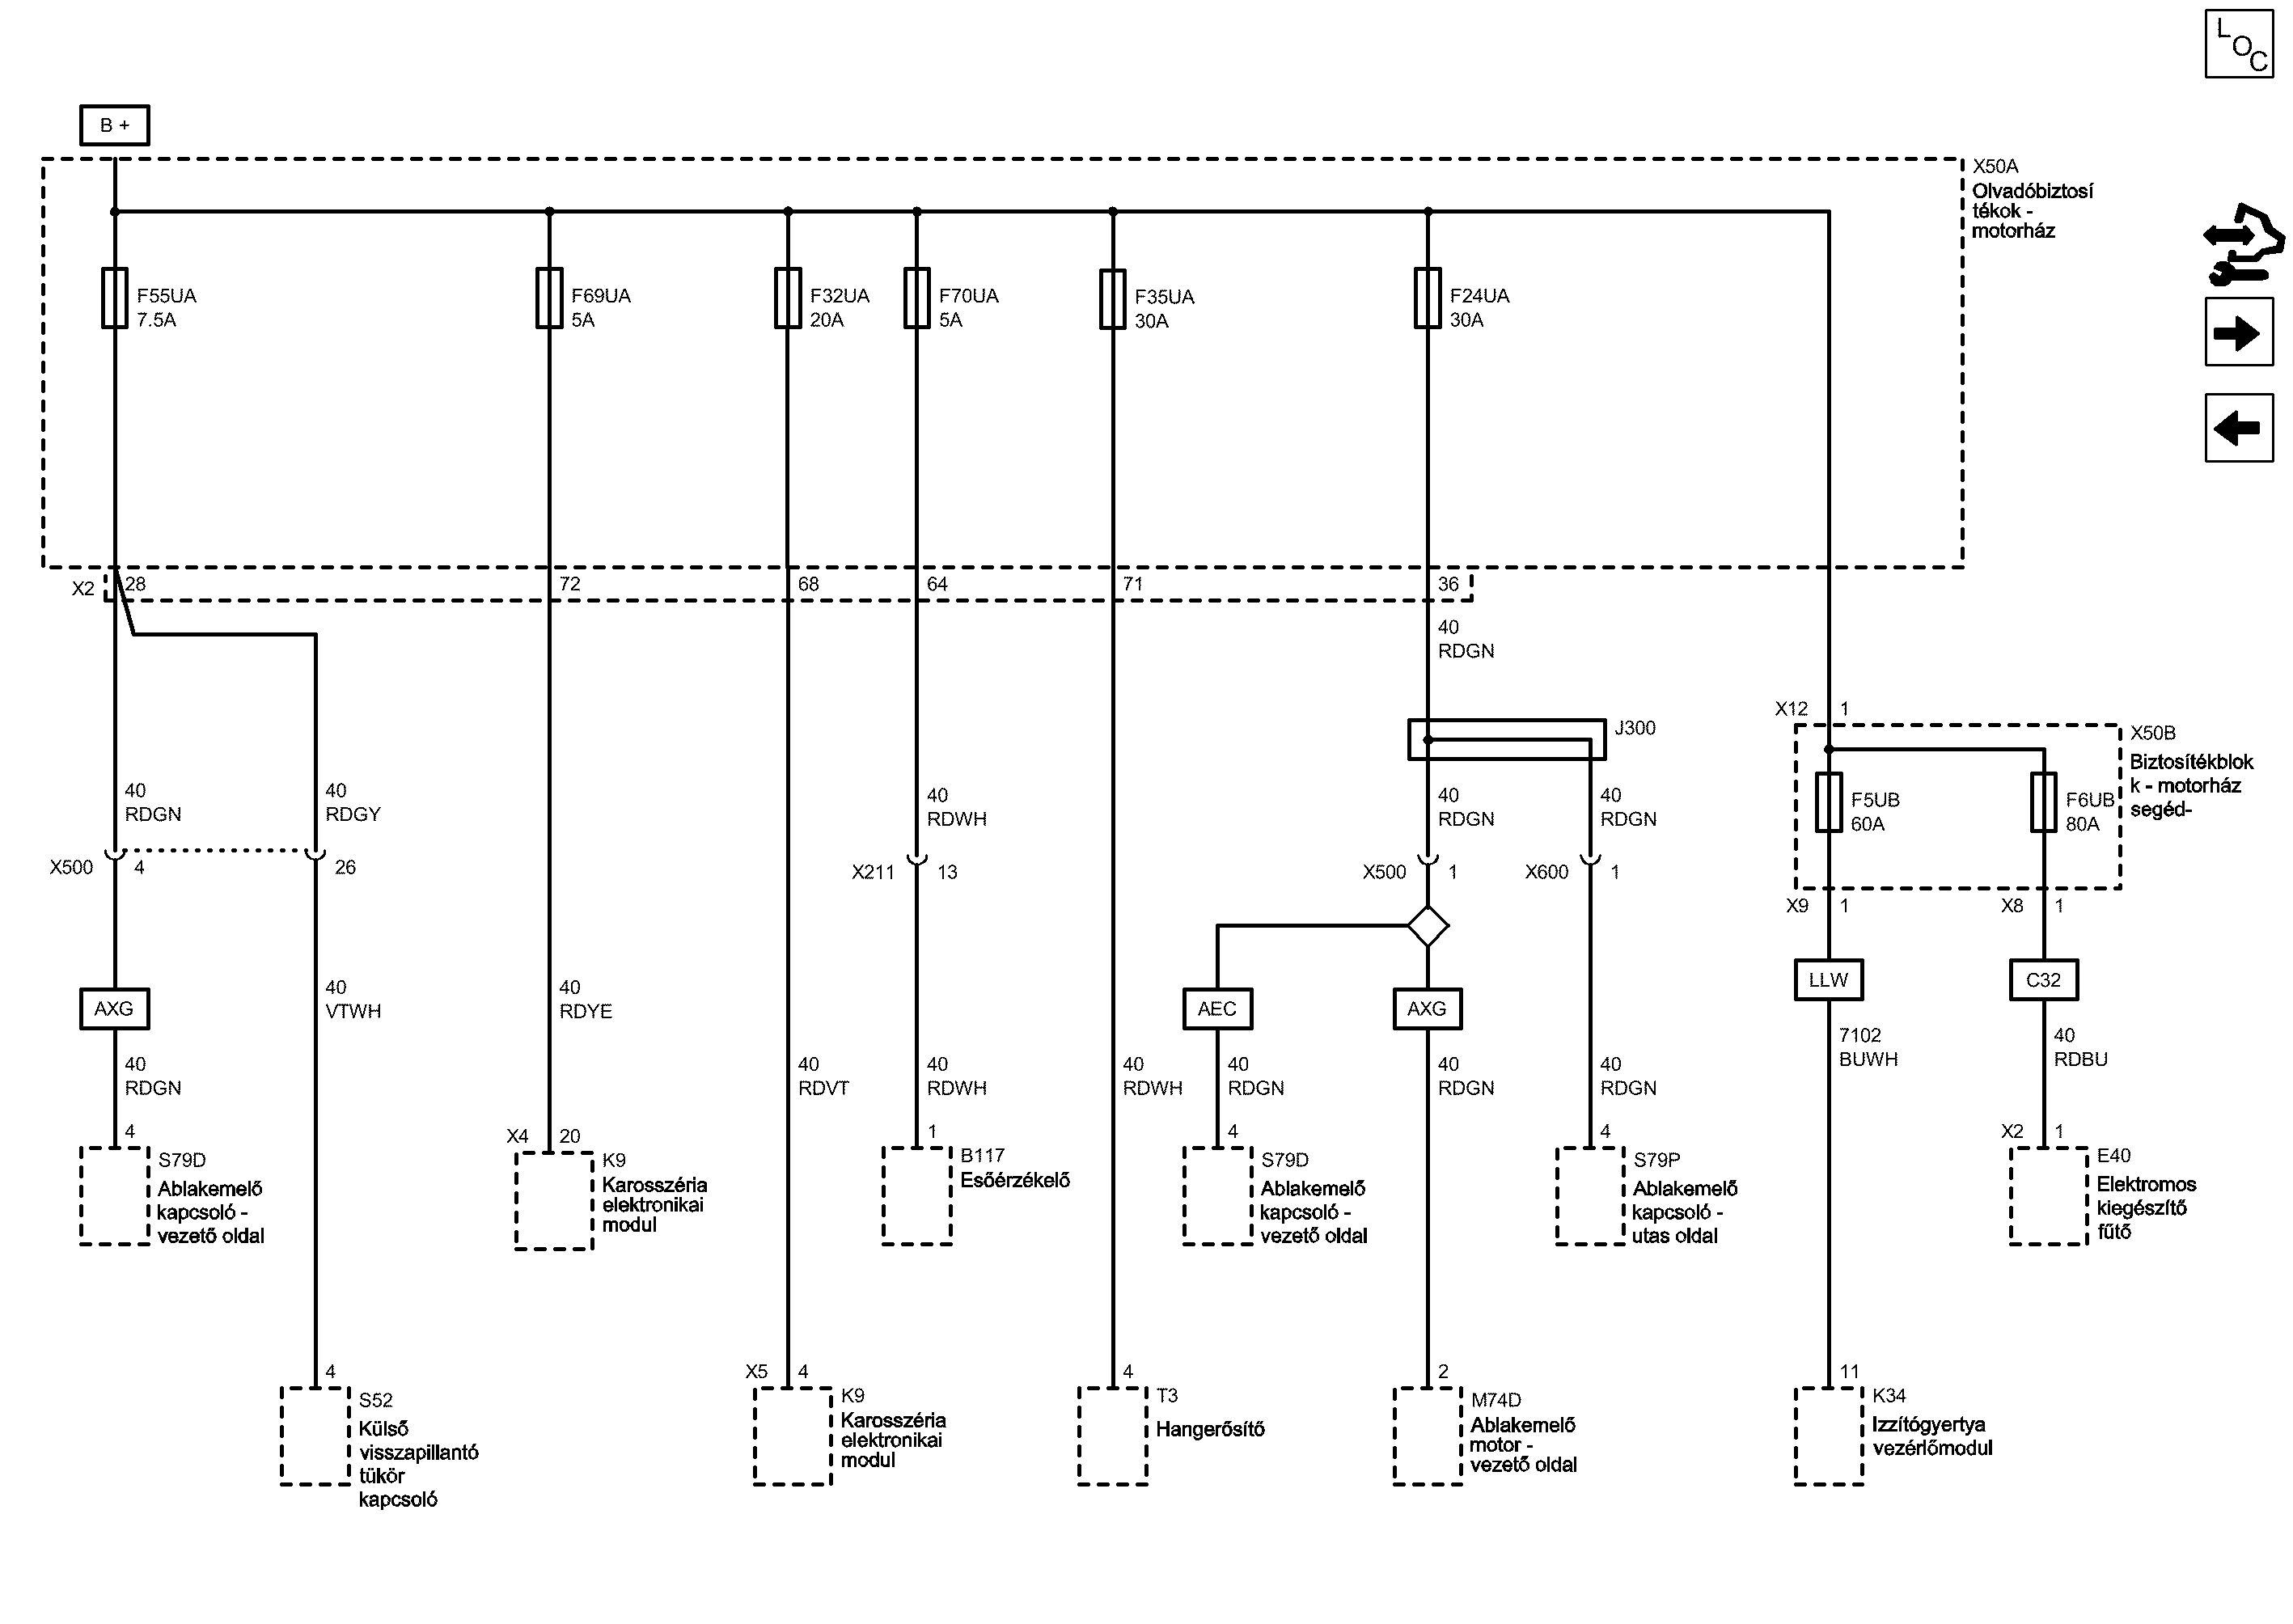 LOC
B +
X50A
Olvadóbiztosí
tékok -
motorház
F55UA
7.5A
F69UA
5A
F32UA
20A
F70UA
5A
F35UA
30A
F24UA
30A
X2
28
72
68
64
71
36
40
RDGN
X12
1
J300
X50B
Biztosítékblok
k - motorház
segéd-
F5UB
60A
F6UB
80A
40
RDGN
40
RDGY
40
RDWH
40
RDGN
40
RDGN
X500
4
26
X211
13
X500
1
X600
1
X9
1
X8
1
AXG
40
VTWH
40
RDYE
AEC
AXG
LLW
C32
7102
BUWH
40
RDBU
40
RDGN
40
RDVT
40
RDWH
40
RDWH
40
RDGN
40
RDGN
40
RDGN
4
S79D
Ablakemelő
kapcsoló -
vezető oldal
X4
20
K9
Karosszéria
elektronikai
modul
1
B117
Esőérzékelő
4
S79D
Ablakemelő
kapcsoló -
vezető oldal
4
S79P
Ablakemelő
kapcsoló -
utas oldal
X2
1
E40
Elektromos
kiegészítő
fűtő
4
S52
Külső
visszapillantó
tükör
kapcsoló
X5
4
K9
Karosszéria
elektronikai
modul
4
T3
Hangerősítő
2
M74D
Ablakemelő
motor -
vezető oldal
11
K34
Izzítógyertya
vezérlőmodul